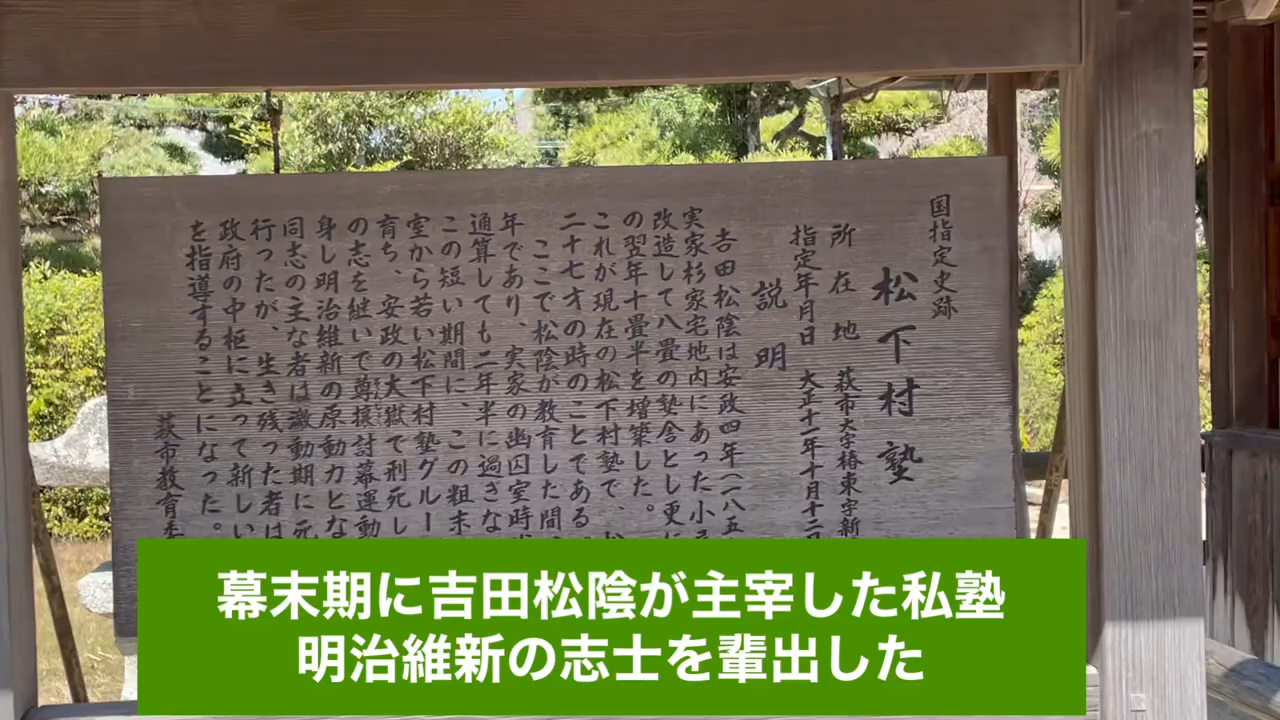 国指定史跡
松下村塾
所在地 萩市大字椿東字新
指定年月日 大正十一年十月十二日
説明
吉田松陰は安政四年(一八五
実家杉家宅地内にあった小
改造して八畳の塾舎とし更に
の翌年十畳半を増築した。
これが現在の松下村塾で、
二十七才の時のことである。
ここで松陰が教育した間
年であり、実家の幽囚室時
通算しても二年半に過ぎな
この短い期間に、この粗末
室から若い松下村塾グルー
育ち、安政の大獄で刑死し
の志を継いで尊攘討幕運動
身し明治維新の原動力とな
同志の主な者は激動期に死
行ったが、生き残った者は
政府の中枢に立って新しい
を指導することになった。
萩市教育委
幕末期に吉田松陰が主宰した私塾
明治維新の志士を輩出した